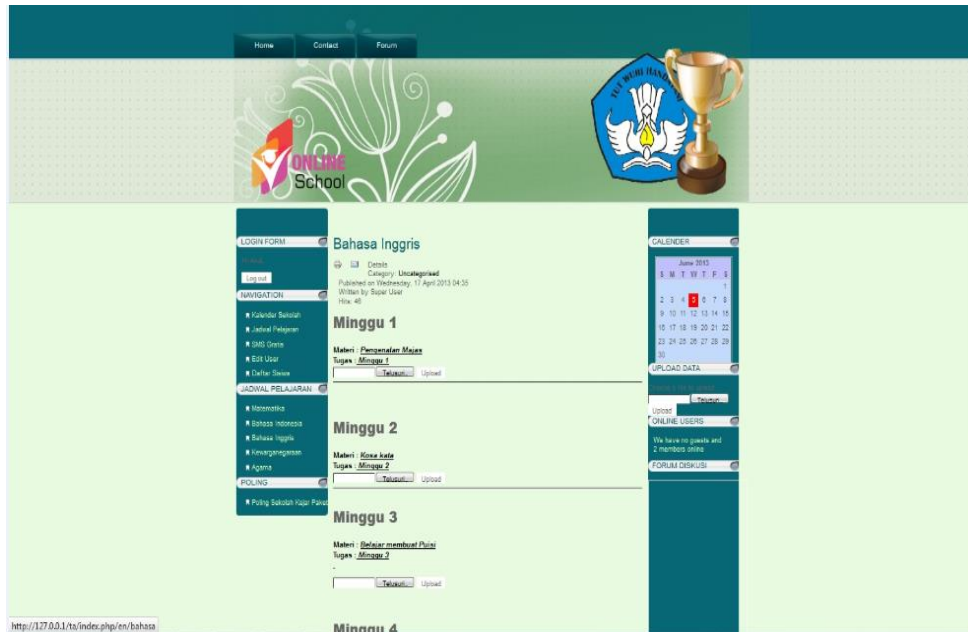 Home Contact Forum
TUT WURI HANDAYANI
ONLINE
School
LOGIN FORM
Log out
NAVIGATION
Kalender Sekolah
Jadwal Pelajaran
SMS Gratis
Edit User
Daftar Siswa
JADWAL PELAJARAN
Matematika
Bahasa Indonesia
Bahasa Inggris
Kewarganegaraan
Agama
POLING
Poling Sekolah Kejar Paket
Bahasa Inggris
Details
Category: Uncategorised
Published on Wednesday, 17 April 2013 04:35
Written by Super User
Hits: 46
Minggu 1
Materi : Pengenalan Majas
Tugas : Minggu 1
Telusuri.. Upload
Minggu 2
Materi : Kosa kata
Tugas : Minggu 2
Telusuri.. Upload
Minggu 3
Materi : Belajar membuat Puisi
Tugas : Minggu 3
-
Telusuri.. Upload
Minggu 4
CALENDER
June 2013
S M T W T F S
1
2 3 4 5 6 7 8
9 10 11 12 13 14 15
16 17 18 19 20 21 22
23 24 25 26 27 28 29
30
UPLOAD DATA
Telusuri..
Upload
ONLINE USERS
We have no guests and
2 members online
FORUM DISKUSI
http://127.0.0.1/ta/index.php/en/bahasa